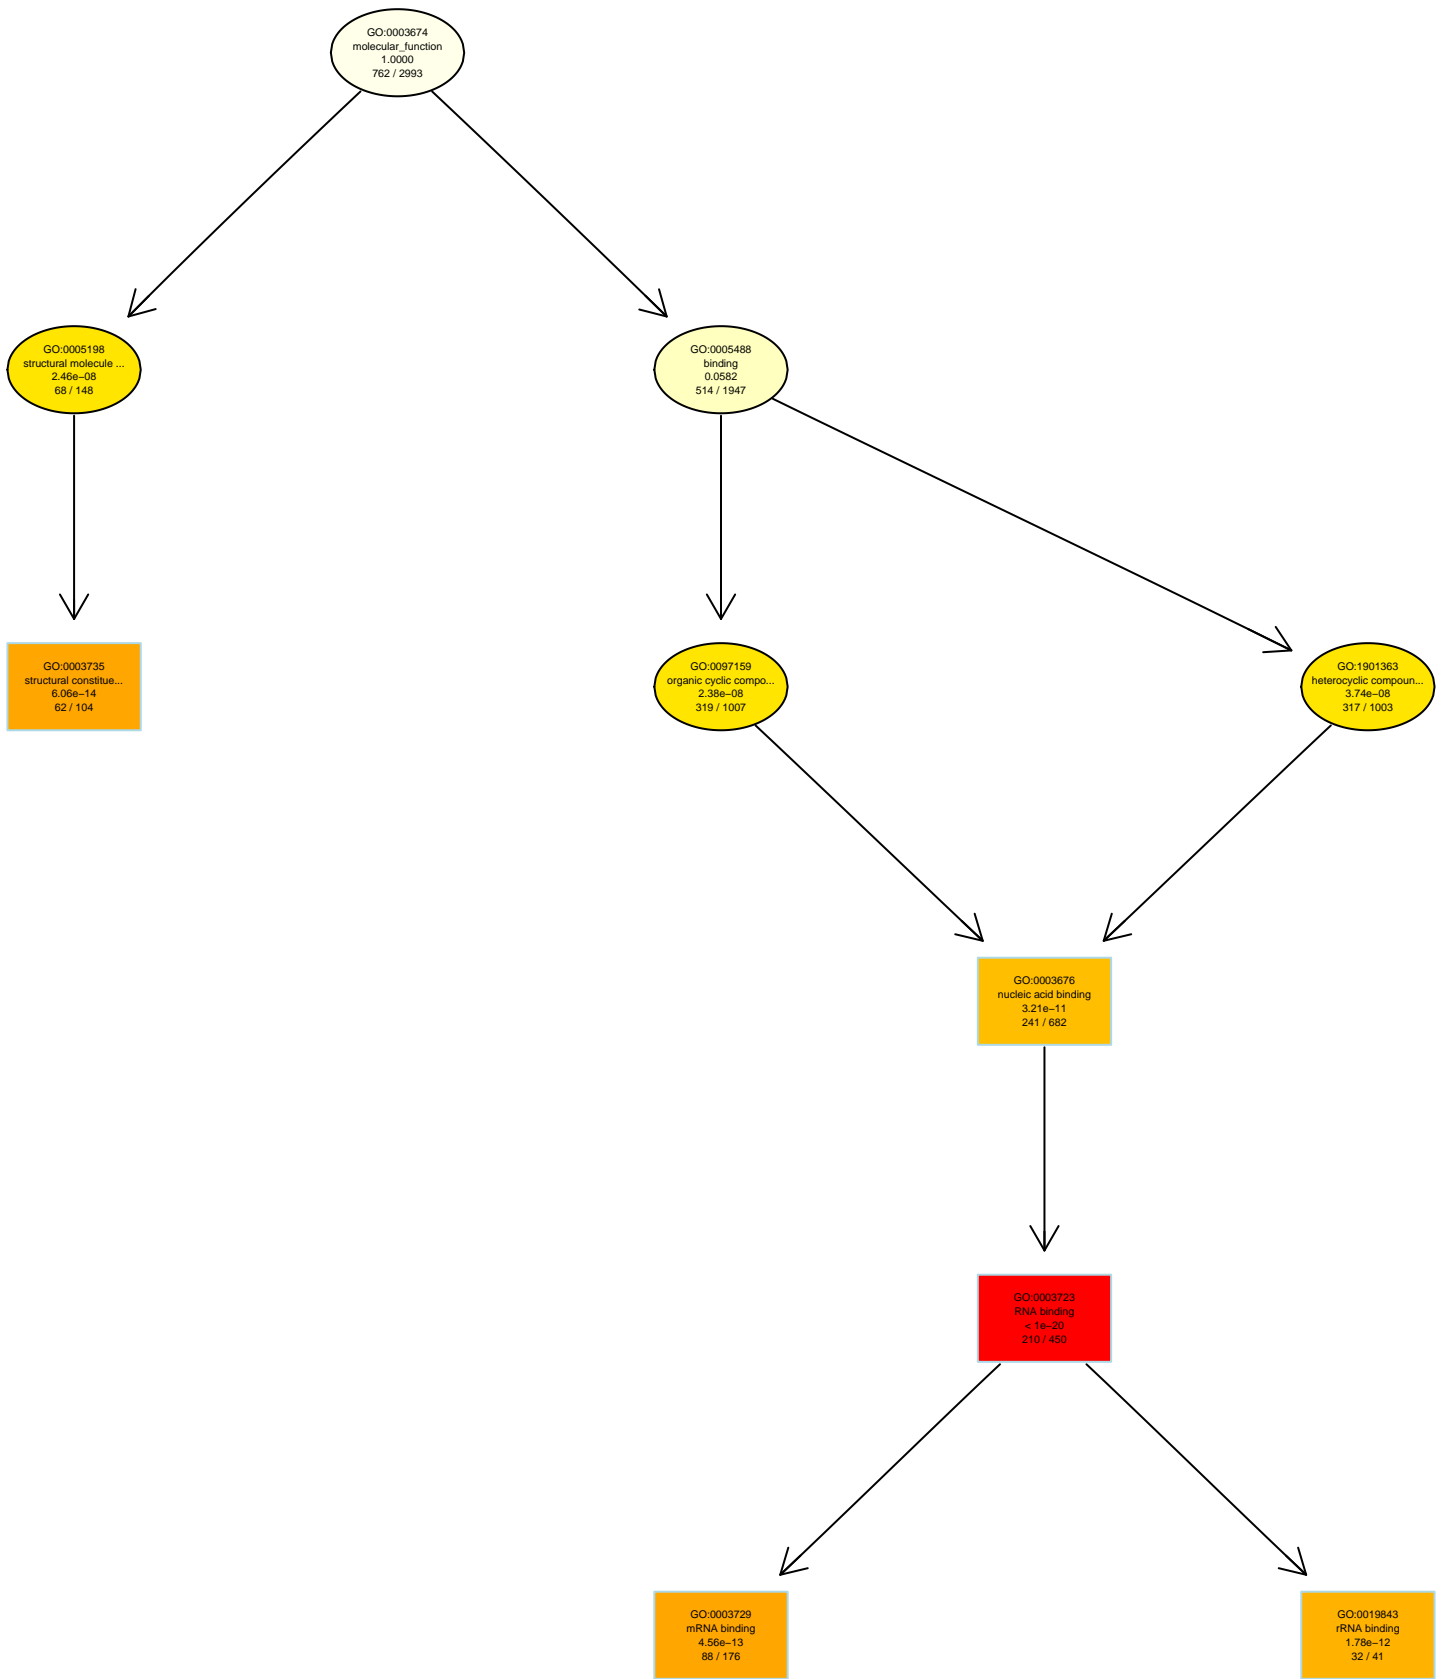 GO:0003674
molecular_function
1.0000
762 / 2993
GO:0005198
structural molecule ...
2.46e−08
68 / 148
GO:0005488
binding
0.0582
514 / 1947
GO:0003735
structural constitue...
6.06e−14
62 / 104
GO:0097159
organic cyclic compo...
2.38e−08
319 / 1007
GO:1901363
heterocyclic compoun...
3.74e−08
317 / 1003
GO:0003676
nucleic acid binding
3.21e−11
241 / 682
GO:0003723
RNA binding
< 1e−20
210 / 450
GO:0003729
mRNA binding
4.56e−13
88 / 176
GO:0019843
rRNA binding
1.78e−12
32 / 41